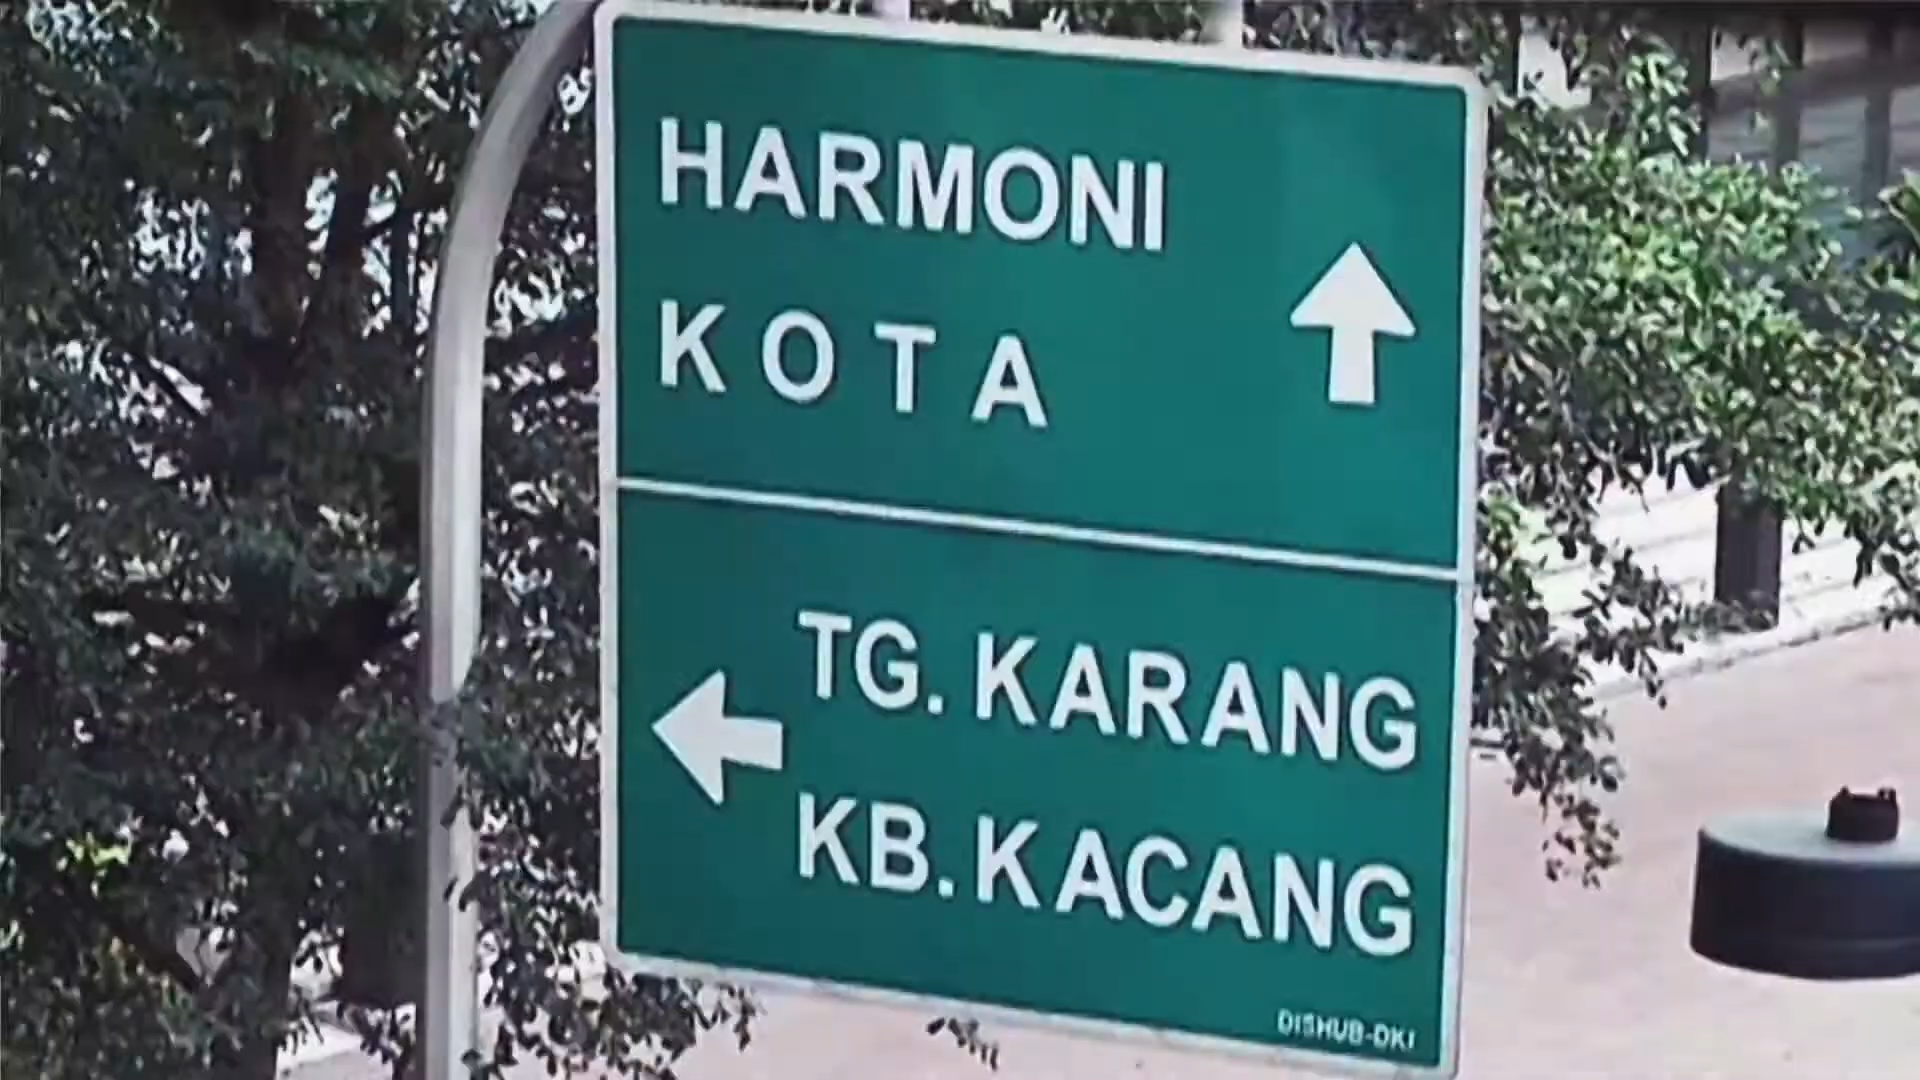 HARMONI
KOTA
TG. KARANG
KB. KACANG
DISHUB-DKI